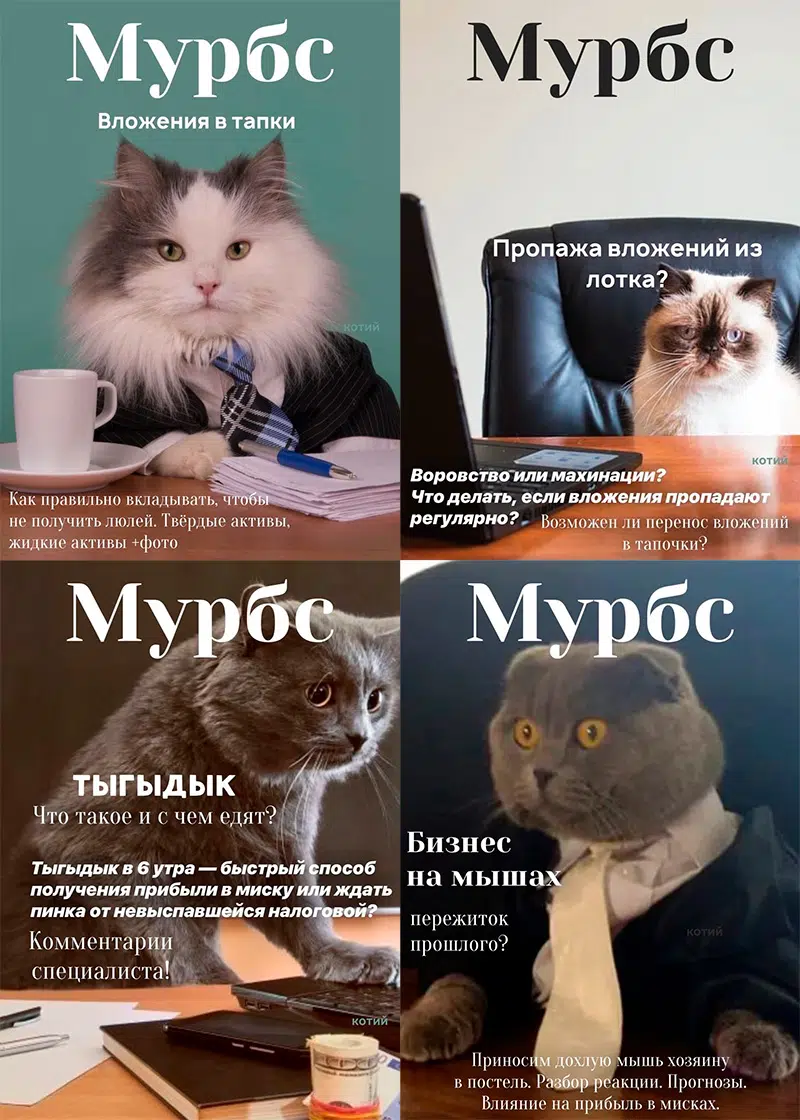 Мурбс
Вложения в тапки
котий
Как правильно вкладывать, чтобы
не получить люлей. Твёрдые активы,
жидкие активы +фото
Мурбс
Пропажа вложений из
лотка?
котий
Воровство или махинации?
Что делать, если вложения пропадают
регулярно?
Возможен ли перенос вложений
в тапочки?
Мурбс
ТЫГЫДЫК
Что такое и с чем едят?
Тыгыдык в 6 утра — быстрый способ
получения прибыли в миску или ждать
пинка от невыспавшейся налоговой?
Комментарии
специалиста!
котий
Мурбс
Бизнес
на мышах
пережиток
прошлого?
котий
Приносим дохлую мышь хозяину
в постель. Разбор реакции. Прогнозы.
Влияние на прибыль в мисках.